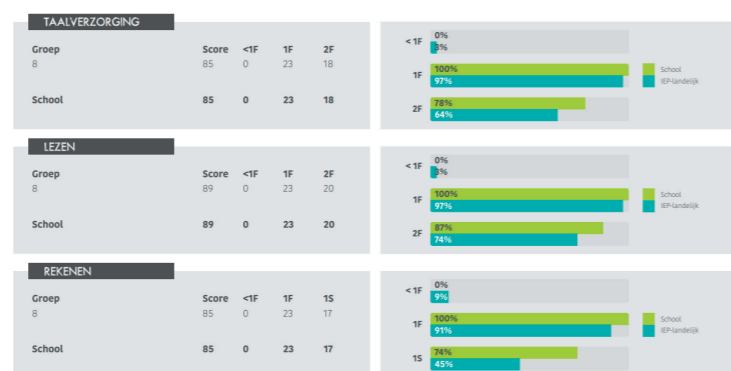 TAALVERZORGING
Groep Score <1F 1F 2F
8 85 0 23 18
School 85 0 23 18
< 1F 0%
3%
1F 100%
97%
2F 78%
64%
School
IEP-landelijk
LEZEN
Groep Score <1F 1F 2F
8 89 0 23 20
School 89 0 23 20
< 1F 0%
3%
1F 100%
97%
2F 87%
74%
School
IEP-landelijk
REKENEN
Groep Score <1F 1F 1S
8 85 0 23 17
School 85 0 23 17
< 1F 0%
9%
1F 100%
91%
1S 74%
45%
School
IEP-landelijk